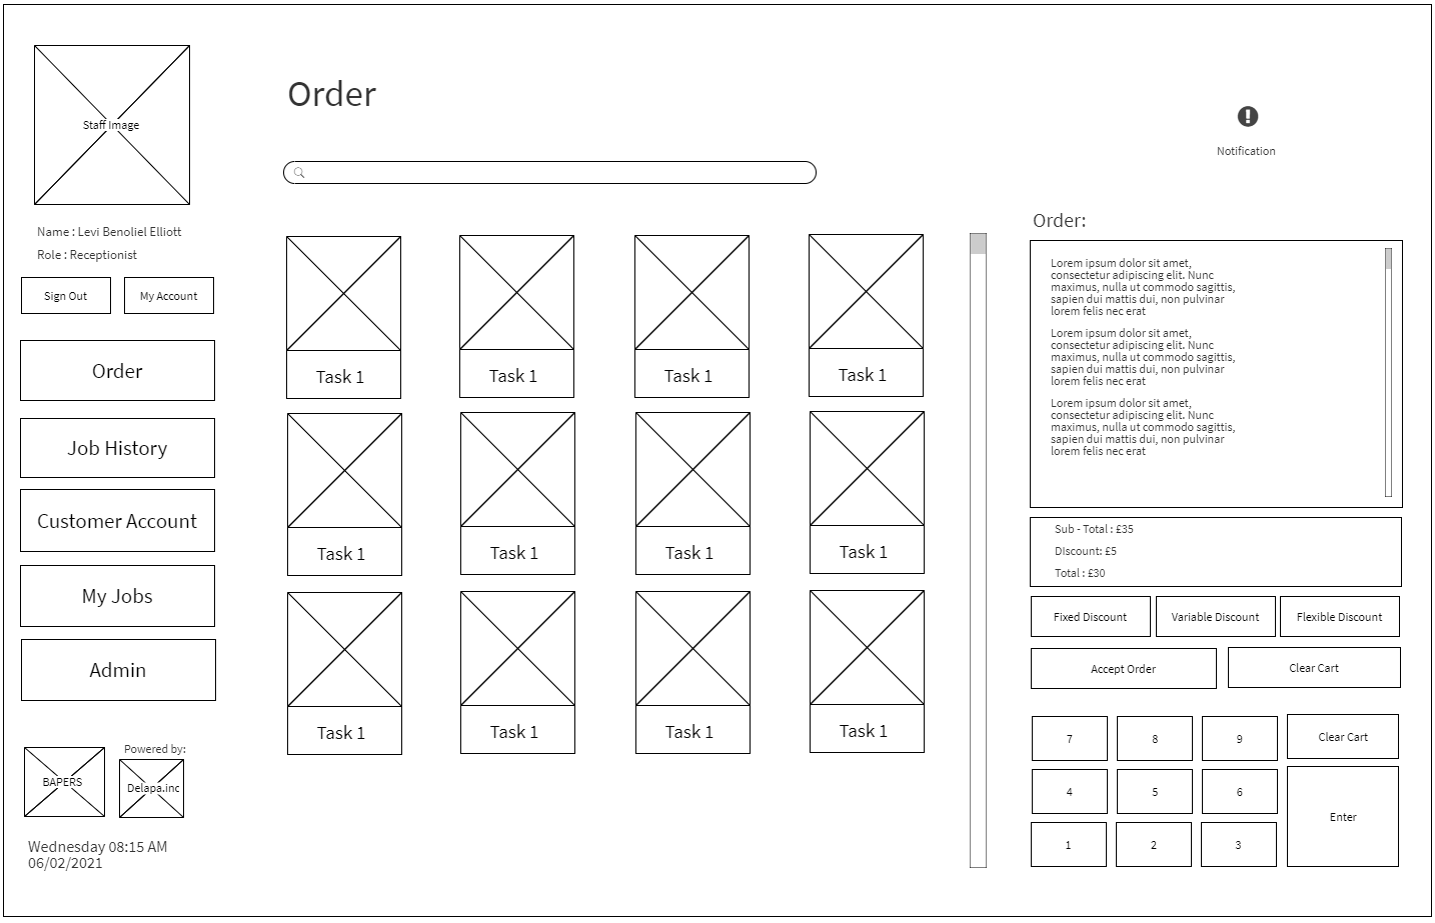 Staff Image
Name : Levi Benoliel Elliott
Role : Receptionist
Sign Out
My Account
Order
Job History
Customer Account
My Jobs
Admin
BAPERS
Powered by:
Delapa.inc
Wednesday 08:15 AM
06/02/2021
Order
Task 1
Task 1
Task 1
Task 1
Task 1
Task 1
Task 1
Task 1
Task 1
Task 1
Task 1
Task 1
Notification
Order:
Lorem ipsum dolor sit amet,
consectetur adipiscing elit. Nunc
maximus, nulla ut commodo sagittis,
sapien dui mattis dui, non pulvinar
lorem felis nec erat
Lorem ipsum dolor sit amet,
consectetur adipiscing elit. Nunc
maximus, nulla ut commodo sagittis,
sapien dui mattis dui, non pulvinar
lorem felis nec erat
Lorem ipsum dolor sit amet,
consectetur adipiscing elit. Nunc
maximus, nulla ut commodo sagittis,
sapien dui mattis dui, non pulvinar
lorem felis nec erat
Sub - Total : £35
Discount: £5
Total : £30
Fixed Discount
Variable Discount
Flexible Discount
Accept Order
Clear Cart
7
8
9
Clear Cart
4
5
6
Enter
1
2
3